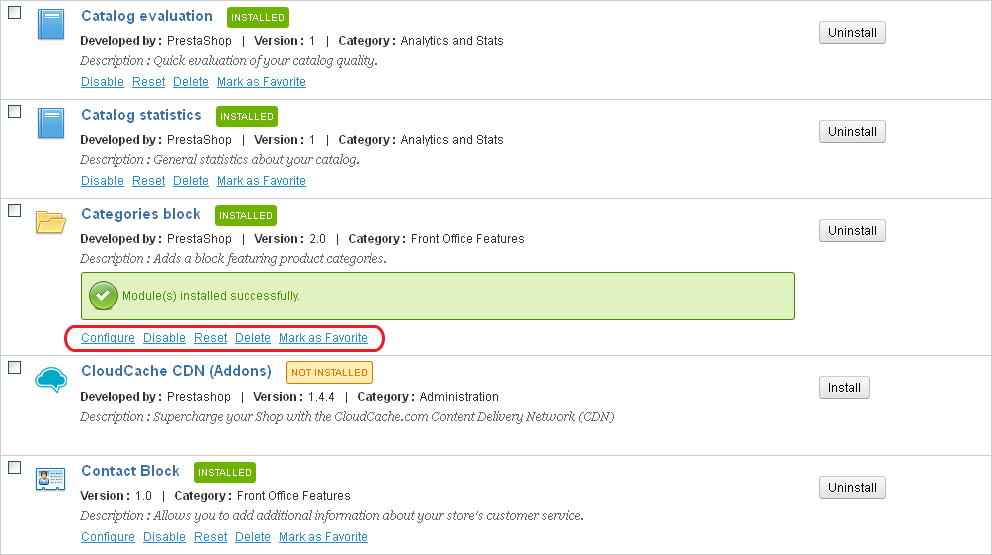 Catalog evaluation INSTALLED
Uninstall
Developed by : PrestaShop | Version : 1 | Category : Analytics and Stats
Description : Quick evaluation of your catalog quality.
Disable Reset Delete Mark as Favorite
Catalog statistics INSTALLED
Uninstall
Developed by : PrestaShop | Version : 1 | Category : Analytics and Stats
Description : General statistics about your catalog.
Disable Reset Delete Mark as Favorite
Categories block INSTALLED
Uninstall
Developed by : PrestaShop | Version : 2.0 | Category : Front Office Features
Description : Adds a block featuring product categories.
Module(s) installed successfully.
Configure Disable Reset Delete Mark as Favorite
CloudCache CDN (Addons) NOT INSTALLED
Install
Developed by : Prestashop | Version : 1.4.4 | Category : Administration
Description : Supercharge your Shop with the CloudCache.com Content Delivery Network (CDN)
Contact Block INSTALLED
Uninstall
Version : 1.0 | Category : Front Office Features
Description : Allows you to add additional information about your store's customer service.
Configure Disable Reset Delete Mark as Favorite